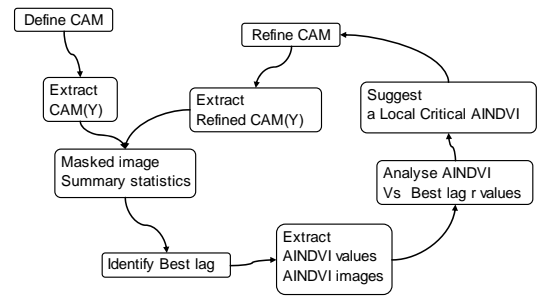 Define CAM
Refine CAM
Extract
CAM(Y)
Extract
Refined CAM(Y)
Suggest
a Local Critical AINDVI
Masked image
Summary statistics
Analyse AINDVI
Vs Best lag r values
Identify Best lag
Extract
AINDVI values
AINDVI images